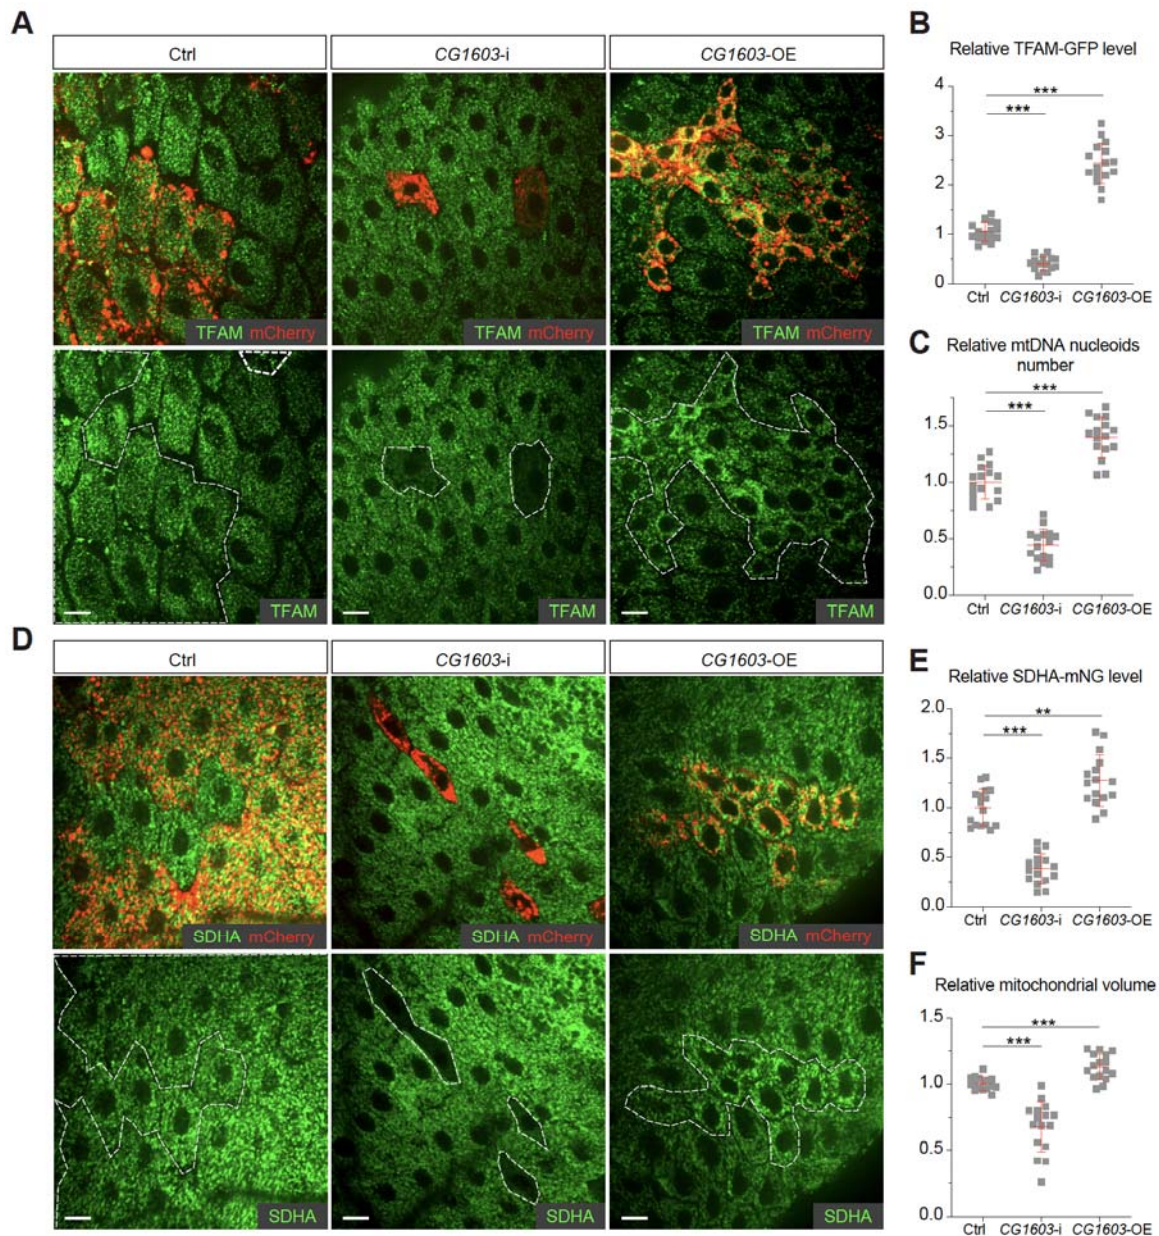 A
Ctrl
CG1603-i
CG1603-OE
TFAM mCherry
TFAM mCherry
TFAM mCherry
TFAM
TFAM
TFAM
B
Relative TFAM-GFP level
***
***
4
3
2
1
0
Ctrl
CG1603-i
CG1603-OE
C
Relative mtDNA nucleoids
number
***
***
1.5
1.0
0.5
0.0
Ctrl
CG1603-i
CG1603-OE
D
Ctrl
CG1603-i
CG1603-OE
SDHA mCherry
SDHA mCherry
SDHA mCherry
SDHA
SDHA
SDHA
E
Relative SDHA-mNG level
**
***
2.0
1.5
1.0
0.5
0.0
Ctrl
CG1603-i
CG1603-OE
F
Relative mitochondrial volume
***
***
1.5
1.0
0.5
0.0
Ctrl
CG1603-i
CG1603-OE